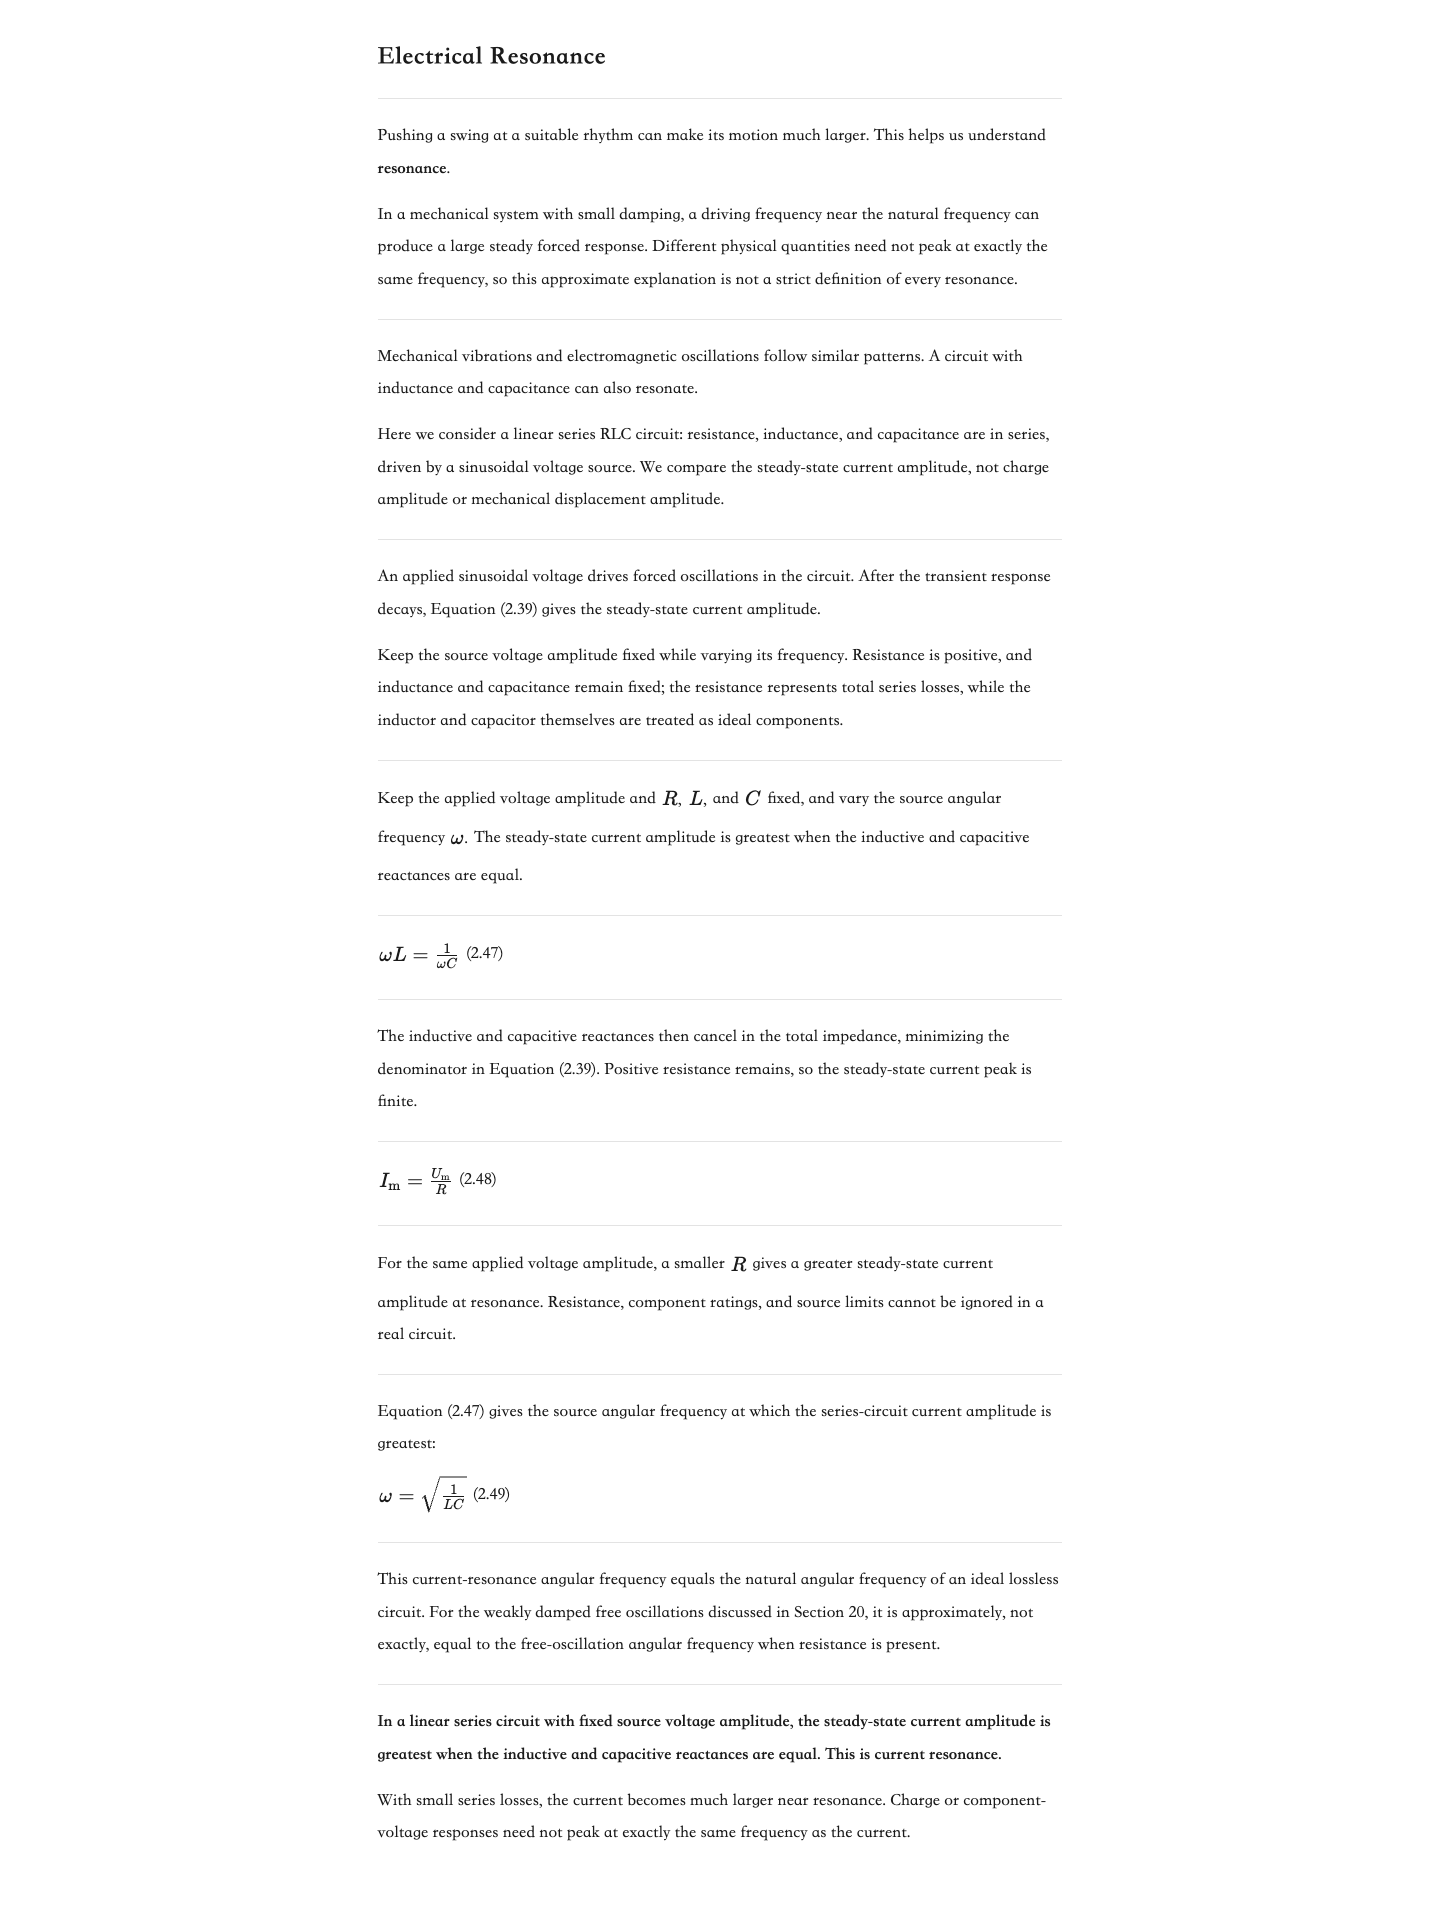 Electrical Resonance
Pushing a swing at a suitable rhythm can make its motion much larger. This helps us understand
resonance.
In a mechanical system with small damping, a driving frequency near the natural frequency can
produce a large steady forced response. Different physical quantities need not peak at exactly the
same frequency, so this approximate explanation is not a strict definition of every resonance.
Mechanical vibrations and electromagnetic oscillations follow similar patterns. A circuit with
inductance and capacitance can also resonate.
Here we consider a linear series RLC circuit: resistance, inductance, and capacitance are in series,
driven by a sinusoidal voltage source. We compare the steady-state current amplitude, not charge
amplitude or mechanical displacement amplitude.
An applied sinusoidal voltage drives forced oscillations in the circuit. After the transient response
decays, Equation (2.39) gives the steady-state current amplitude.
Keep the source voltage amplitude fixed while varying its frequency. Resistance is positive, and
inductance and capacitance remain fixed; the resistance represents total series losses, while the
inductor and capacitor themselves are treated as ideal components.
Keep the applied voltage amplitude and R, L, and C fixed, and vary the source angular
frequency ω. The steady-state current amplitude is greatest when the inductive and capacitive
reactances are equal.
ωL = \frac{1}{ωC} (2.47)
The inductive and capacitive reactances then cancel in the total impedance, minimizing the
denominator in Equation (2.39). Positive resistance remains, so the steady-state current peak is
finite.
I_m = \frac{U_m}{R} (2.48)
For the same applied voltage amplitude, a smaller R gives a greater steady-state current
amplitude at resonance. Resistance, component ratings, and source limits cannot be ignored in a
real circuit.
Equation (2.47) gives the source angular frequency at which the series-circuit current amplitude is
greatest:
ω = \sqrt{\frac{1}{LC}} (2.49)
This current-resonance angular frequency equals the natural angular frequency of an ideal lossless
circuit. For the weakly damped free oscillations discussed in Section 20, it is approximately, not
exactly, equal to the free-oscillation angular frequency when resistance is present.
In a linear series circuit with fixed source voltage amplitude, the steady-state current amplitude is
greatest when the inductive and capacitive reactances are equal. This is current resonance.
With small series losses, the current becomes much larger near resonance. Charge or component-
voltage responses need not peak at exactly the same frequency as the current.